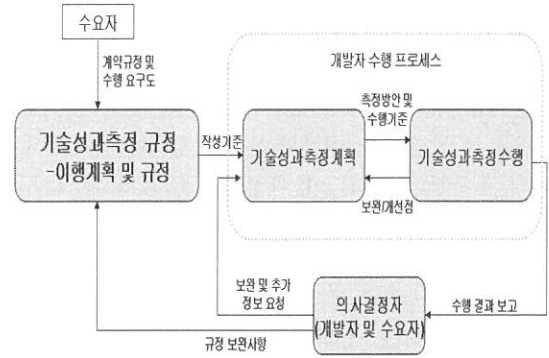 수요자
계약규정 및
수행 요구도
개발자 수행 프로세스
기술성과측정 규정
-이행계획 및 규정
작성기준
기술성과측정계획
측정방안 및
수행기준
기술성과측정수행
보완/개선점
보완 및 추가
정보 요청
의사결정자
(개발자 및 수요자)
수행 결과 보고
규정 보완사항